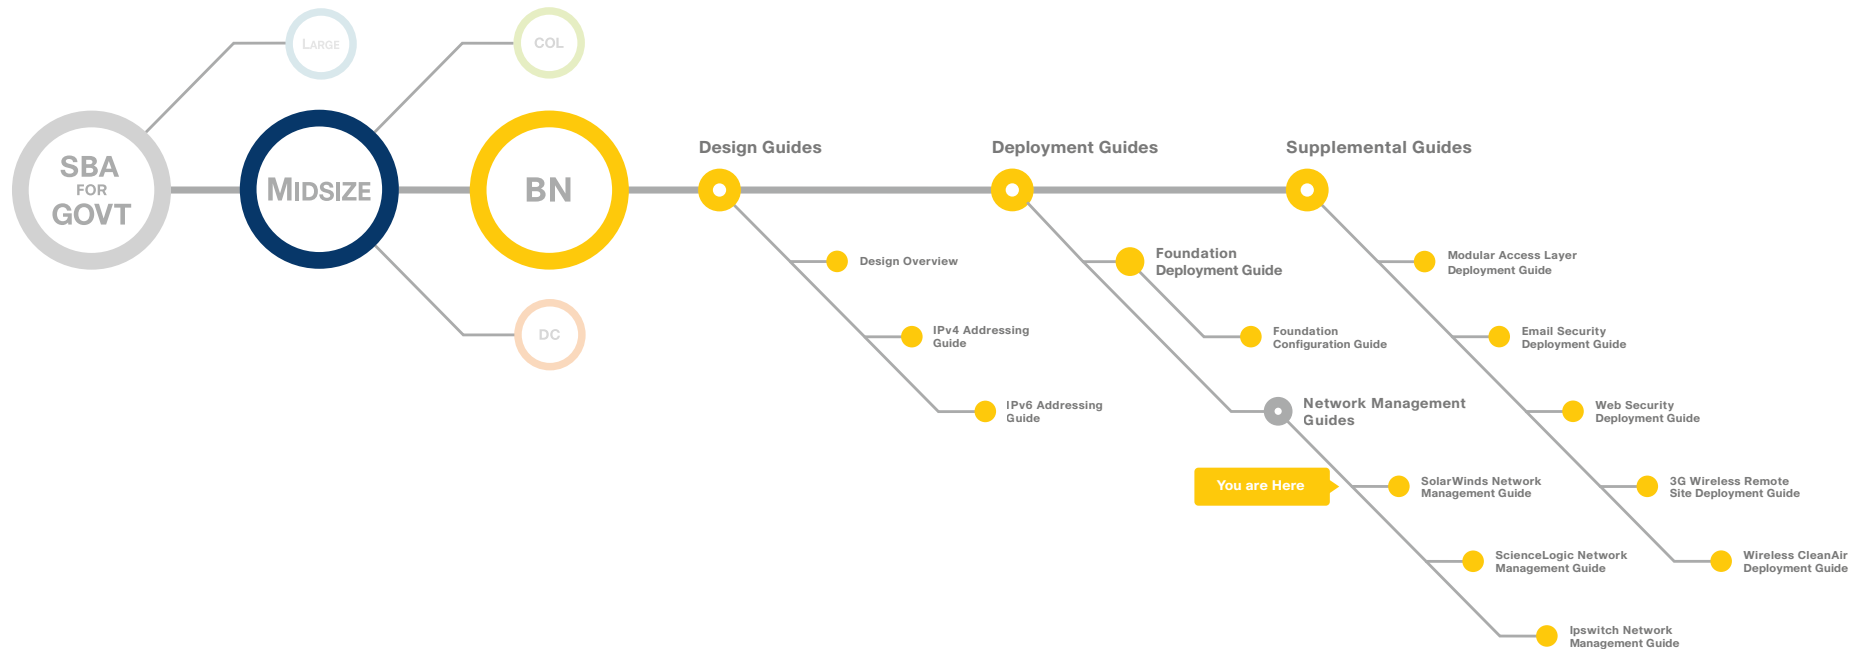 LARGE
COL
SBA
FOR
GOVT
MIDSIZE
BN
DC
Design Guides
Design Overview
IPv4 Addressing
Guide
IPv6 Addressing
Guide
Deployment Guides
Foundation
Deployment Guide
Foundation
Configuration Guide
Network Management
Guides
You are Here
SolarWinds Network
Management Guide
ScienceLogic Network
Management Guide
Ipswitch Network
Management Guide
Supplemental Guides
Modular Access Layer
Deployment Guide
Email Security
Deployment Guide
Web Security
Deployment Guide
3G Wireless Remote
Site Deployment Guide
Wireless CleanAir
Deployment Guide